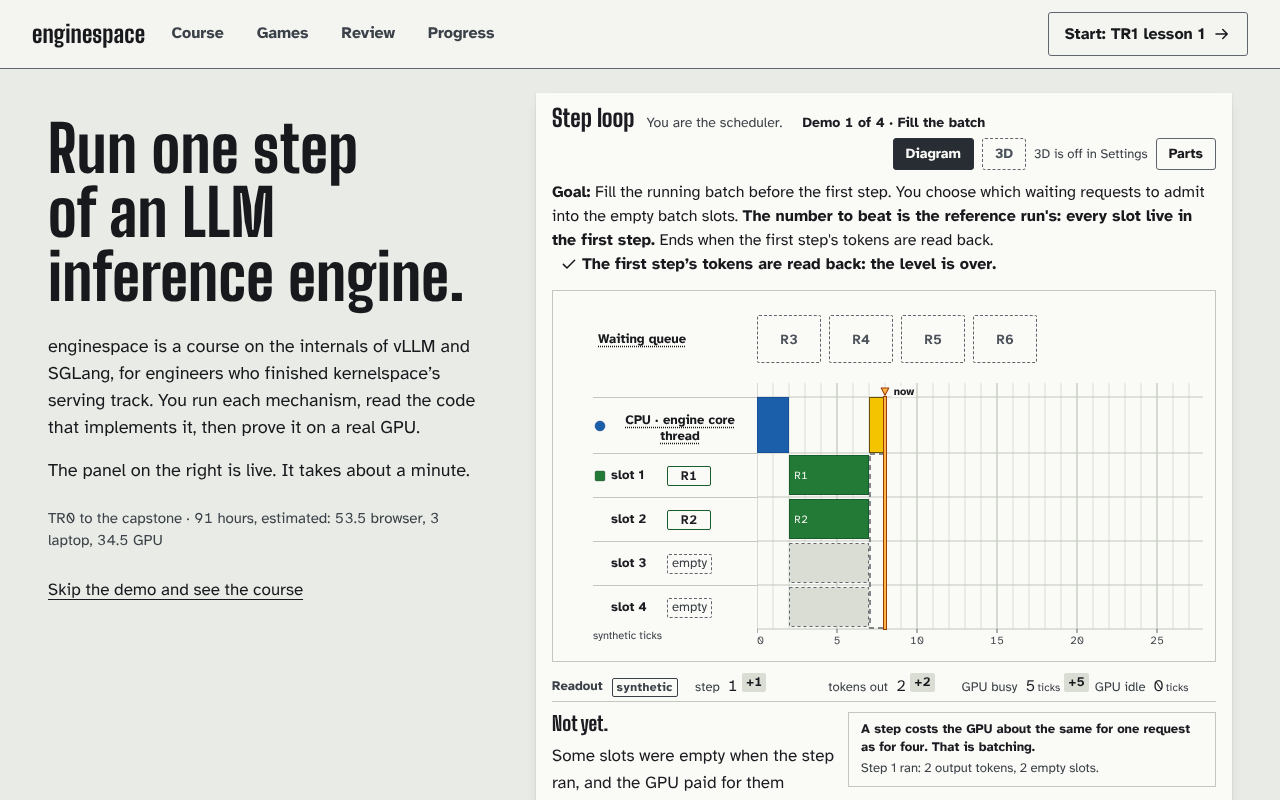 enginespace Course Games Review Progress Start: TR1 lesson 1 →
Run one step
of an LLM
inference engine.
enginespace is a course on the internals of vLLM and
SGLang, for engineers who finished kernelspace's
serving track. You run each mechanism, read the code
that implements it, then prove it on a real GPU.
The panel on the right is live. It takes about a minute.
TR0 to the capstone · 91 hours, estimated: 53.5 browser, 3
laptop, 34.5 GPU
Skip the demo and see the course
Step loop You are the scheduler. Demo 1 of 4 · Fill the batch
Diagram 3D 3D is off in Settings Parts
Goal: Fill the running batch before the first step. You choose which waiting requests to admit
into the empty batch slots. The number to beat is the reference run's: every slot live in
the first step. Ends when the first step's tokens are read back.
✓ The first step’s tokens are read back: the level is over.
Waiting queue R3 R4 R5 R6
now
CPU · engine core
thread
slot 1 R1 R1
slot 2 R2 R2
slot 3 empty
slot 4 empty
synthetic ticks 0 5 10 15 20 25
Readout synthetic step 1 +1 tokens out 2 +2 GPU busy 5 ticks +5 GPU idle 0 ticks
Not yet.
Some slots were empty when the step
ran, and the GPU paid for them
A step costs the GPU about the same for one request
as for four. That is batching.
Step 1 ran: 2 output tokens, 2 empty slots.